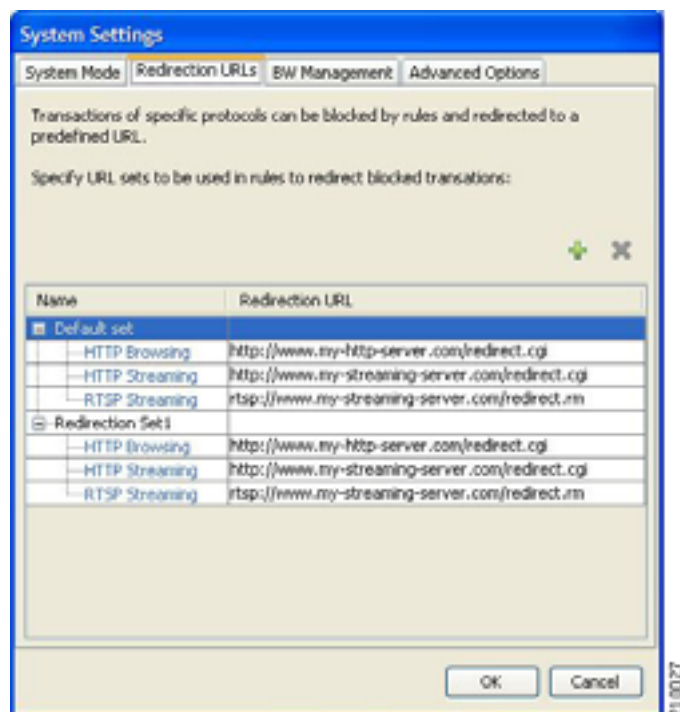 System Settings
System Mode Redirection URLs BW Management Advanced Options
Transactions of specific protocols can be blocked by rules and redirected to a
predefined URL.
Specify URL sets to be used in rules to redirect blocked transations:
Name Redirection URL
Default set
HTTP Browsing http://www.my-http-server.com/redirect.cgi
HTTP Streaming http://www.my-streaming-server.com/redirect.cgi
RTSP Streaming rtsp://www.my-streaming-server.com/redirect.rm
Redirection Set1
HTTP Browsing http://www.my-http-server.com/redirect.cgi
HTTP Streaming http://www.my-streaming-server.com/redirect.cgi
RTSP Streaming rtsp://www.my-streaming-server.com/redirect.rm
OK Cancel